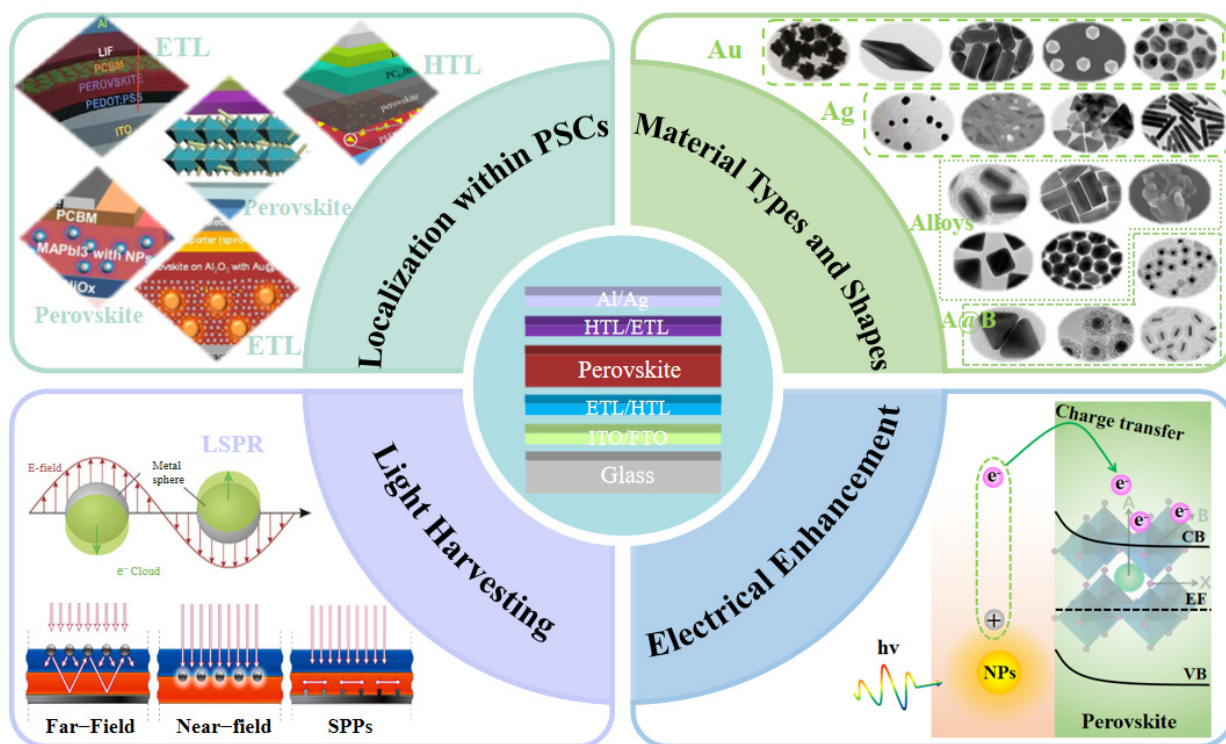 Al
LIF
PCBM
PEROVSKITE
PEDOT:PSS
ITO
ETL
HTL
perovskite
Perovskite
PCBM
MAPbI3 with NPs
Perovskite
ETL
Localization within PSCs
Material Types and Shapes
Au
Ag
Alloys
A@B
Al/Ag
HTL/ETL
Perovskite
ETL/HTL
ITO/FTO
Glass
Light Harvesting
LSPR
E-field
Metal
sphere
e⁻ Cloud
Far–Field
Near–field
SPPs
Electrical Enhancement
Charge transfer
e⁻
e⁻
e⁻
e⁻
A
B
X
CB
EF
VB
+
hv
NPs
Perovskite